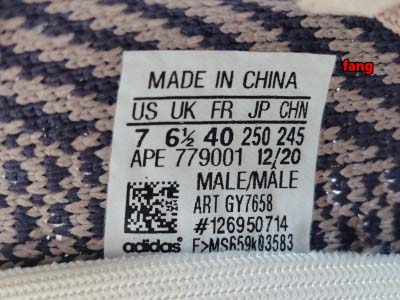 fang
MADE IN CHINA
US UK FR JP CHN
7 6½ 40 250 245
APE 779001 12/20
MALE/MÂLE
ART GY7658
#126950714
adidas F>MS659k03583